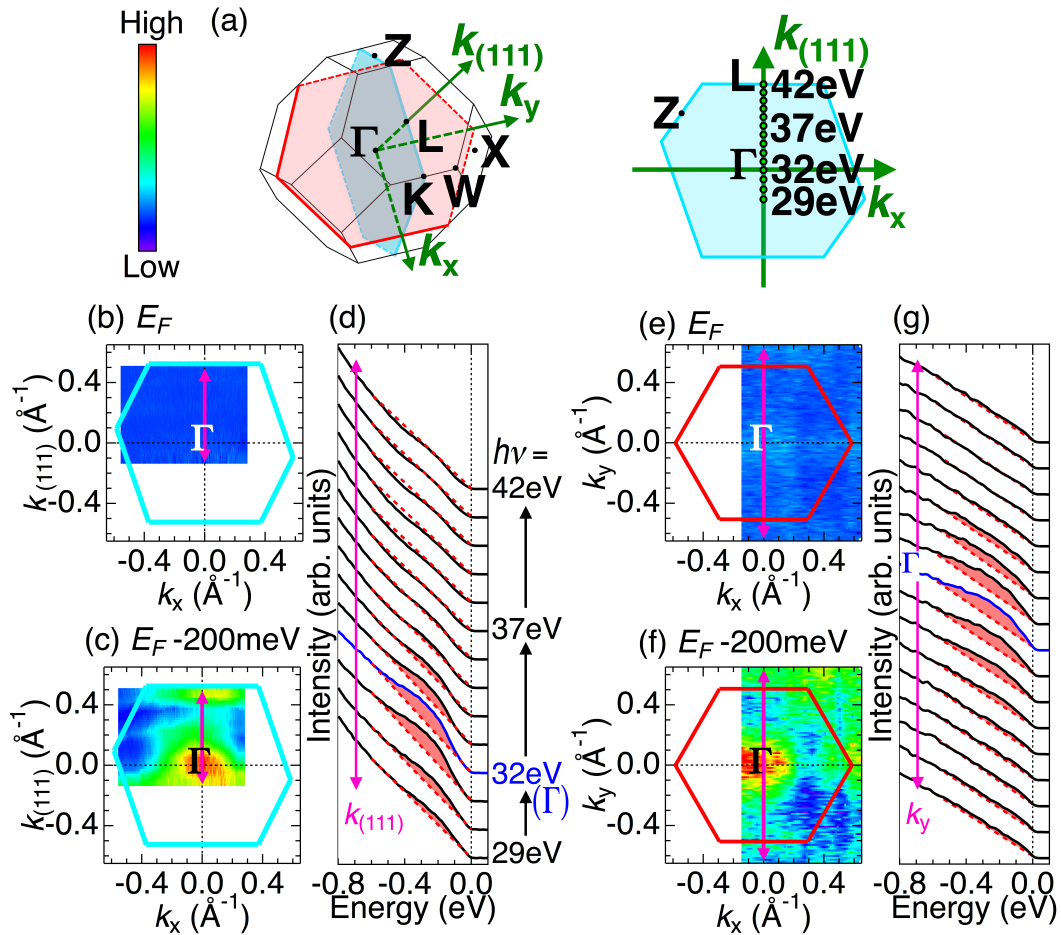 High
Low
(a)
Z
k(111)
ky
Γ
L
X
K
W
kx
k(111)
L
42eV
Z
37eV
Γ
32eV
29eV
kx
(b) EF
k(111) (Å-1)
0.4
0.0
-0.4
Γ
-0.4 0.0 0.4
kx (Å-1)
(c) EF -200meV
k(111) (Å-1)
0.4
0.0
-0.4
Γ
-0.4 0.0 0.4
kx (Å-1)
(d)
Intensity (arb. units)
hν =
42eV
37eV
32eV
(Γ)
29eV
k(111)
-0.8 -0.4 0.0
Energy (eV)
(e) EF
ky (Å-1)
0.4
0.0
-0.4
Γ
-0.4 0.0 0.4
kx (Å-1)
(f) EF -200meV
ky (Å-1)
0.4
0.0
-0.4
Γ
-0.4 0.0 0.4
kx (Å-1)
(g)
Intensity (arb. units)
Γ
ky
-0.8 -0.4 0.0
Energy (eV)